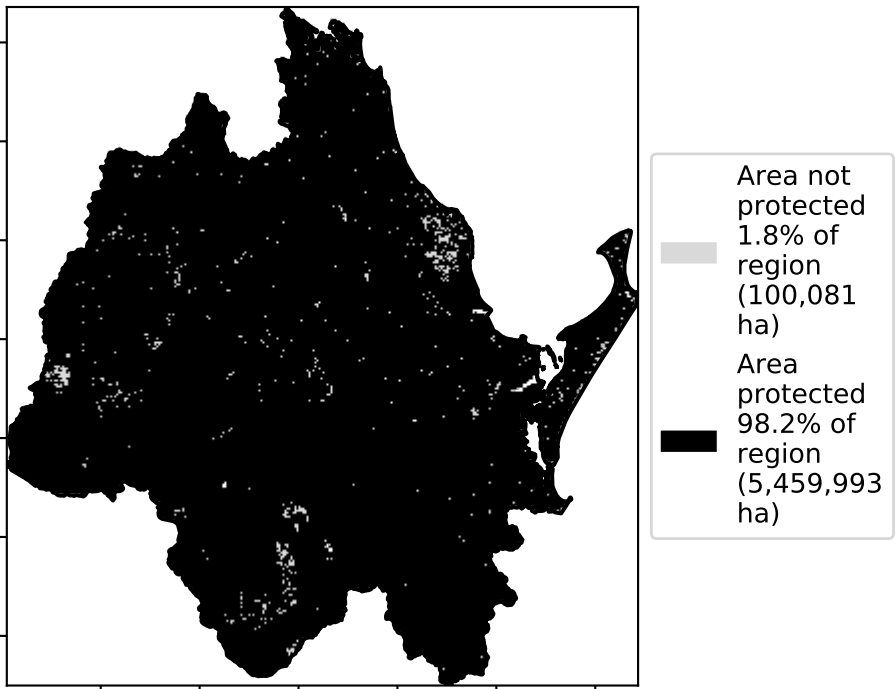 Area not
protected
1.8% of
region
(100,081
ha)
Area
protected
98.2% of
region
(5,459,993
ha)